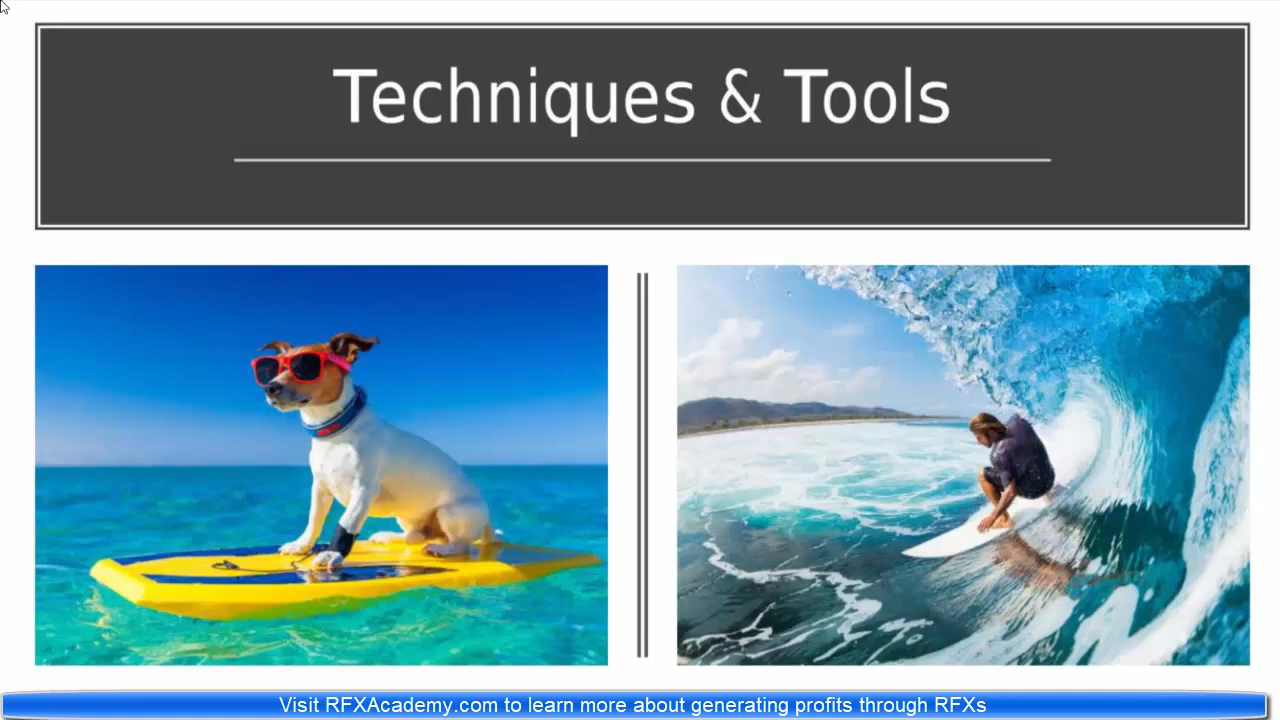 Techniques & Tools
Visit RFXAcademy.com to learn more about generating profits through RFXs